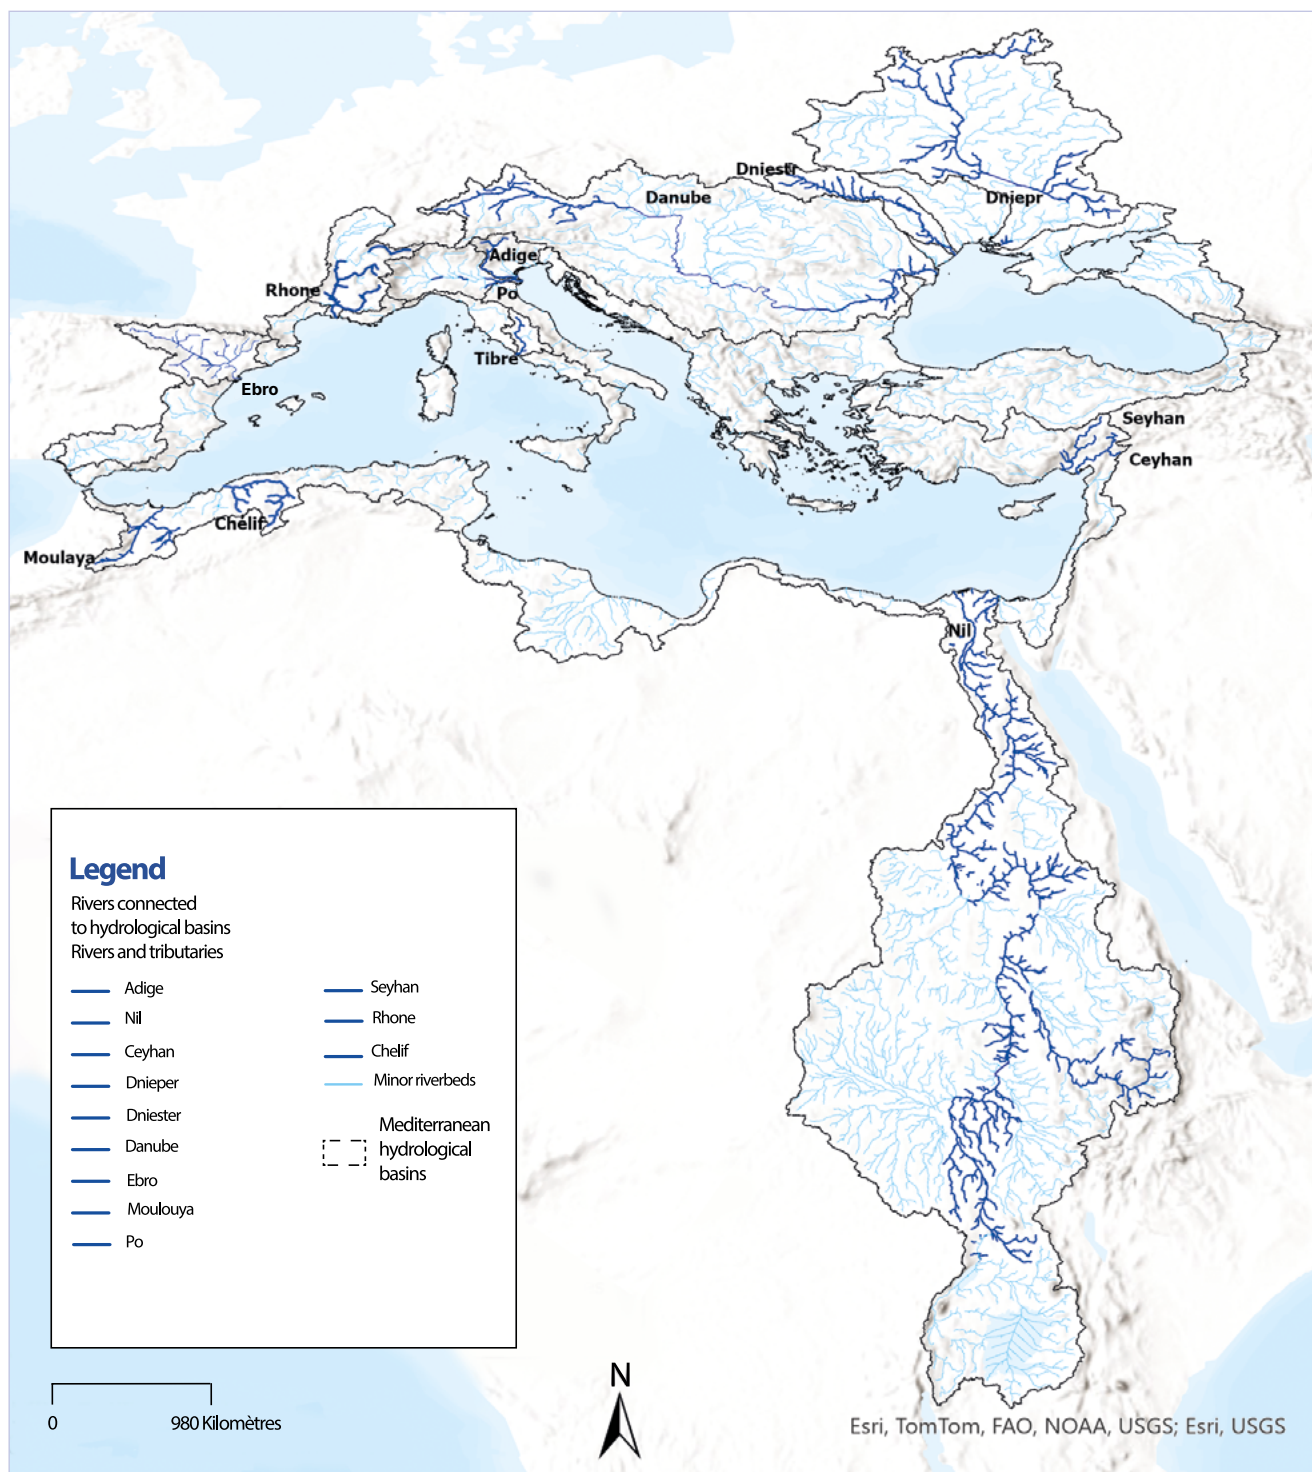 Dniestr
Danube
Dniepr
Adige
Rhone
Po
Tibre
Ebro
Seyhan
Ceyhan
Chélif
Moulaya
Nil
Legend
Rivers connected
to hydrological basins
Rivers and tributaries
Adige
Nil
Ceyhan
Dnieper
Dniester
Danube
Ebro
Moulouya
Po
Seyhan
Rhone
Chelif
Minor riverbeds
Mediterranean
hydrological
basins
N
0 980 Kilomètres
Esri, TomTom, FAO, NOAA, USGS; Esri, USGS